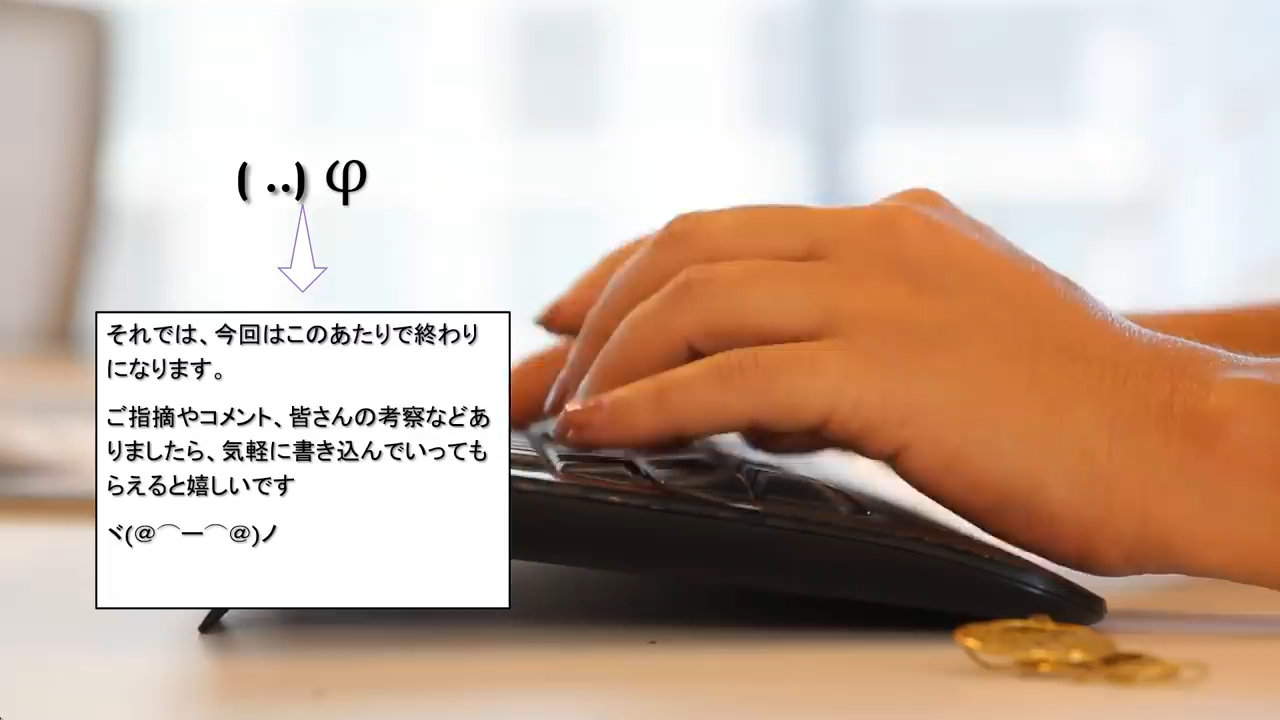 ( ..) φ
それでは、今回はこのあたりで終わり
になります。
ご指摘やコメント、皆さんの考察などあ
りましたら、気軽に書き込んでいっても
らえると嬉しいです
ヾ(@⌒ー⌒@)ノ